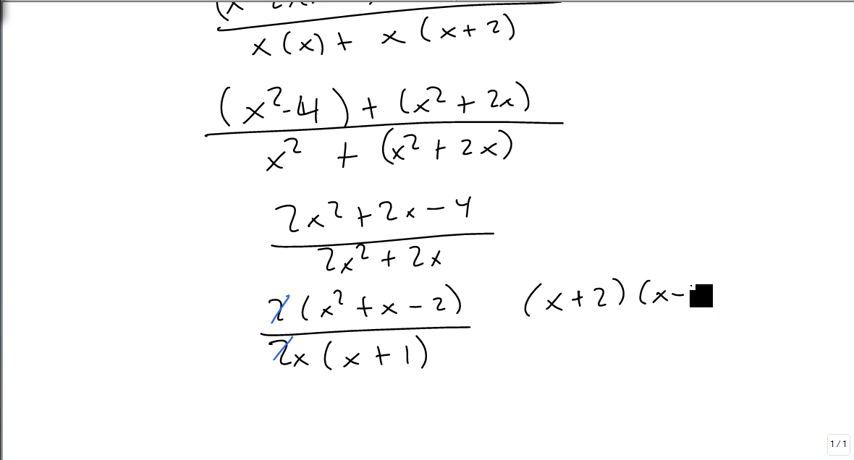 x(x) + x(x+2)
(x²-4) + (x² + 2x)
x² + (x² + 2x)
2x² + 2x - 4
2x² + 2x
2(x² + x - 2) (x+2)(x-
2x(x+1)
1/1